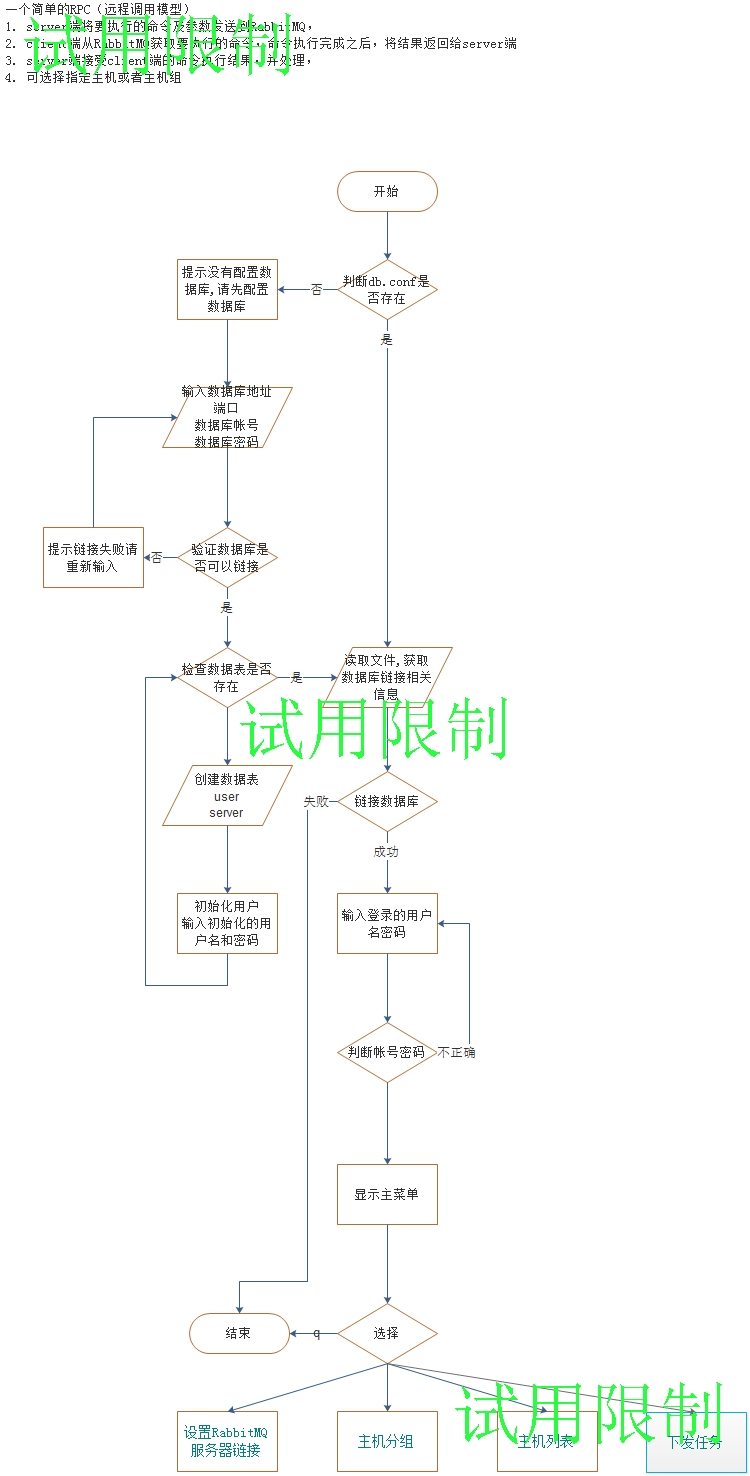 一个简单的RPC（远程调用模型）
1. server端将要执行的命令及参数发送到RabbitMQ，
2. client端从RabbitMQ获取要执行的命令，命令执行完成之后，将结果返回给server端
3. server端接受client端的命令执行结果，并处理，
4. 可选择指定主机或者主机组
试用限制
开始
判断db.conf是
否存在
否
提示没有配置数
据库,请先配置
数据库
是
输入数据库地址
端口
数据库帐号
数据库密码
提示链接失败请
重新输入
否
验证数据库是
否可以链接
是
检查数据表是否
存在
是
读取文件,获取
数据库链接相关
信息
试用限制
创建数据表
user
server
失败
链接数据库
成功
初始化用户
输入初始化的用
户名和密码
输入登录的用户
名密码
判断帐号密码
不正确
显示主菜单
结束
q
选择
试用限制
设置RabbitMQ
服务器链接
主机分组
主机列表
下发任务